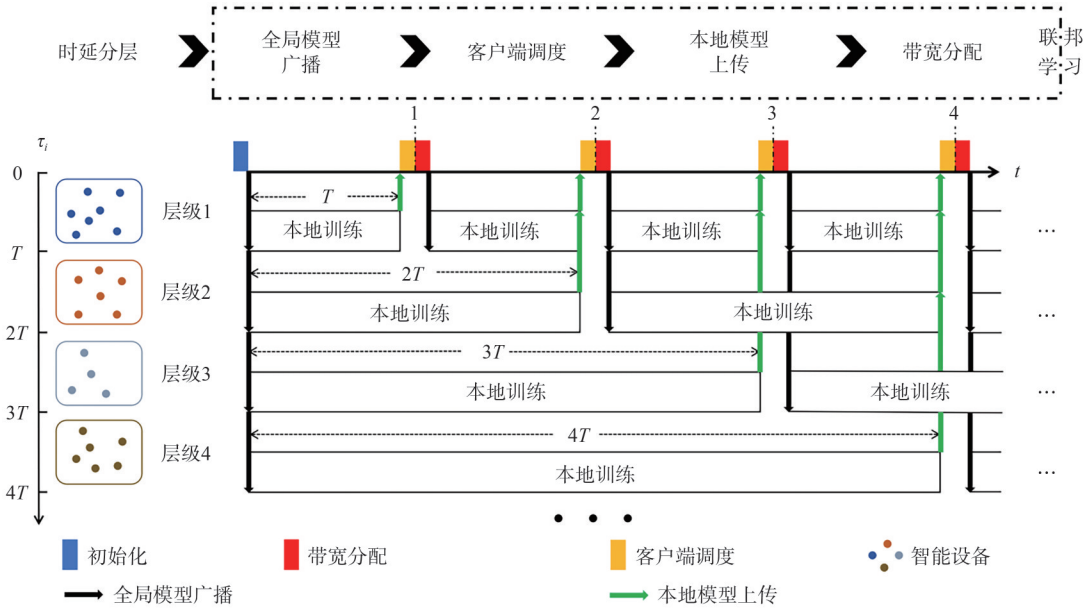 时延分层
全局模型
广播
客户端调度
本地模型
上传
带宽分配
联邦
学习
1
2
3
4
τi
0
t
层级1
T
本地训练
本地训练
本地训练
本地训练
...
T
层级2
2T
本地训练
本地训练
...
2T
层级3
3T
本地训练
本地训练
...
3T
层级4
4T
本地训练
...
4T
初始化
带宽分配
客户端调度
智能设备
全局模型广播
本地模型上传